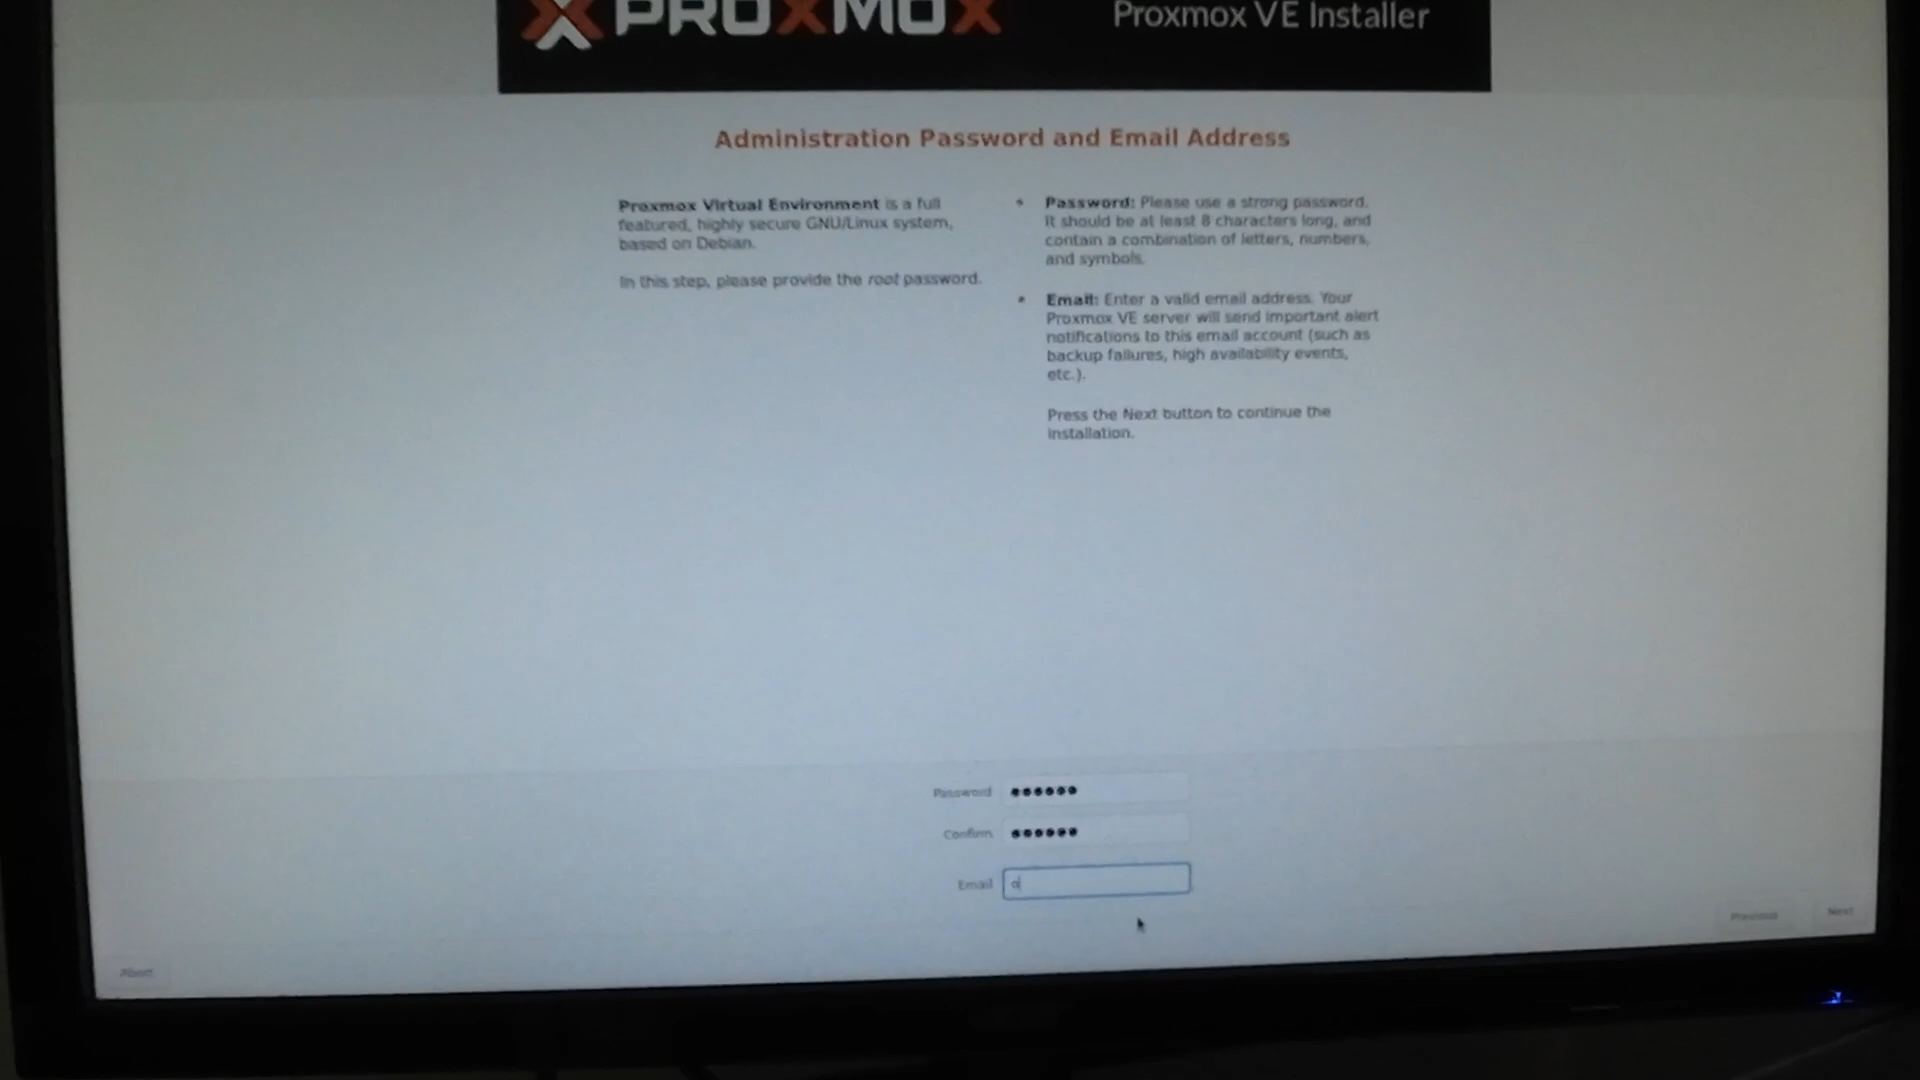 PROXMOX
Proxmox VE Installer
Administration Password and Email Address
Proxmox Virtual Environment is a full
featured, highly secure GNU/Linux system,
based on Debian.
In this step, please provide the root password.
• Password: Please use a strong password.
It should be at least 8 characters long, and
contain a combination of letters, numbers,
and symbols.
• Email: Enter a valid email address. Your
Proxmox VE server will send important alert
notifications to this email account (such as
backup failures, high availability events,
etc.).
Press the Next button to continue the
installation.
Password ●●●●●●
Confirm ●●●●●●
Email
Abort
Previous
Next